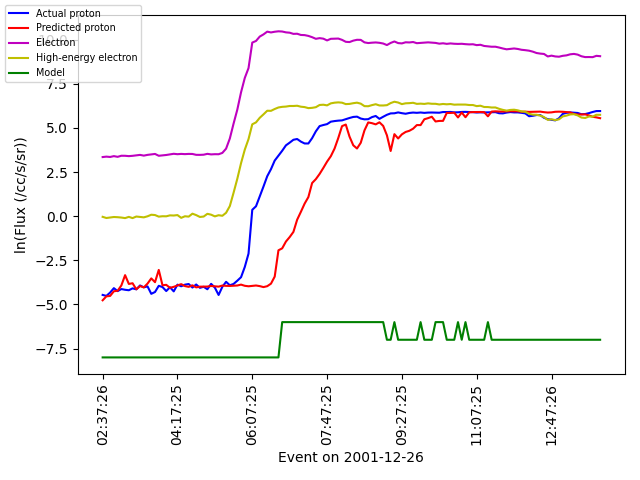 Actual proton
Predicted proton
Electron
High-energy electron
Model
10.0
7.5
5.0
2.5
0.0
−2.5
−5.0
−7.5
ln(Flux (/cc/s/sr))
02:37:26
04:17:25
06:07:25
07:47:25
09:27:25
11:07:25
12:47:26
Event on 2001-12-26